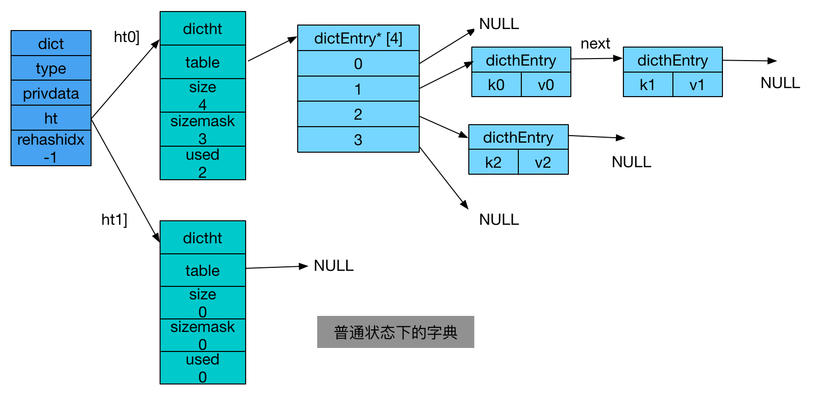 dict
type
privdata
ht
rehashidx
-1
ht0]
dictht
table
size
4
sizemask
3
used
2
dictEntry* [4]
0
1
2
3
NULL
dicthEntry
k0 v0
next
dicthEntry
k1 v1
NULL
dicthEntry
k2 v2
NULL
NULL
ht1]
dictht
table
size
0
sizemask
0
used
0
NULL
普通状态下的字典